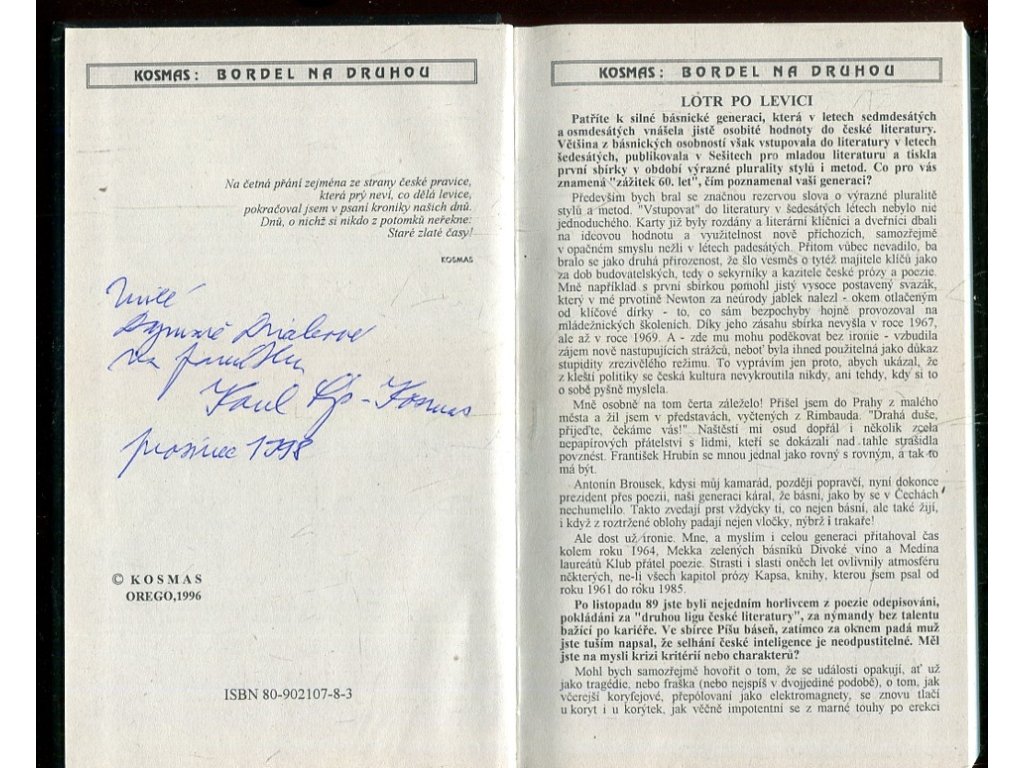 KOSMAS: BORDEL NA DRUHOU
Na četná přání zejména ze strany české pravice,
která prý neví, co dělá levice,
pokračoval jsem v psaní kroniky našich dnů.
Dnů, o nichž si nikdo z potomků neřekne:
Staré zlaté časy!
KOSMAS
Milé
na památku
Karel Sýs - Kosmas
prosinec 1998
© KOSMAS
OREGO,1996
ISBN 80-902107-8-3
KOSMAS: BORDEL NA DRUHOU
LOTR PO LEVICI
Patříte k silné básnické generaci, která v letech sedmdesátých
a osmdesátých vnášela jistě osobité hodnoty do české literatury.
Většina z básnických osobností však vstupovala do literatury v letech
šedesátých, publikovala v Sešitech pro mladou literaturu a tiskla
první sbírky v období výrazné plurality stylů i metod. Co pro vás
znamená "zážitek 60. let", čím poznamenal vaší generaci?
Především bych bral se značnou rezervou slova o výrazné pluralitě
stylů a metod. "Vstupovat" do literatury v šedesátých létech nebylo nic
jednoduchého. Karty již byly rozdány a literární klíčníci a dveřníci dbali
na ideovou hodnotu a využitelnost nově příchozích, samozřejmě
v opačném smyslu nežli v létech padesátých. Přitom vůbec nevadilo, ba
bralo se jako druhá přirozenost, že šlo vesměs o tytéž majitele klíčů jako
za dob budovatelských, tedy o sekyrníky a kazitele české prózy a poezie.
Mně například s první sbírkou pomohl jistý vysoce postavený svazák,
který v mé prvotině Newton za neúrody jablek nalezl - okem otlačeným
od klíčové dírky - to, co sám bezpochyby hojně provozoval na
mládežnických školeních. Díky jeho zásahu sbírka nevyšla v roce 1967,
ale až v roce 1969. A - zde mu mohu poděkovat bez ironie - vzbudila
zájem nově nastupujících strážců, neboť byla ihned použitelná jako důkaz
stupidity zrezivělého režimu. To vyprávím jen proto, abych ukázal, že
z kleští politiky se česká kultura nevykroutila nikdy, ani tehdy, kdy si to
o sobě pyšně myslela.
Mně osobně na tom čerta záleželo! Přišel jsem do Prahy z malého
města a žil jsem v představách, vyčtených z Rimbauda. "Drahá duše,
přijeďte, čekáme vás!" Naštěstí mi osud dopřál i několik zcela
nepapírových přátelství s lidmi, kteří se dokázali nad tahle strašidla
povznést. František Hrubín se mnou jednal jako rovný s rovným, a tak to
má být.
Antonín Brousek, kdysi můj kamarád, později popravčí, nyní dokonce
prezident přes poezii, naši generaci káral, že básní, jako by se v Čechách
nechumelilo. Takto zvedají prst vždycky ti, co nejen básní, ale také žijí,
i když z roztržené oblohy padají nejen vločky, nýbrž i trakaře!
Ale dost už ironie. Mne, a myslím i celou generaci přitahoval čas
kolem roku 1964, Mekka zelených básníků Divoké víno a Medina
laureátů Klub přátel poezie. Strasti i slasti oněch let ovlivnily atmosféru
některých, ne-li všech kapitol prózy Kapsa, knihy, kterou jsem psal od
roku 1961 do roku 1985.
Po listopadu 89 jste byli nejedním horlivcem z poezie odepisováni,
pokládáni za "druhou ligu české literatury", za nýmandy bez talentu
bažící po kariéře. Ve sbírce Píšu báseň, zatímco za oknem padá muž
jste tuším napsal, že selhání české inteligence je neodpustitelné. Měl
jste na mysli krizi kritérií nebo charakterů?
Mohl bych samozřejmě hovořit o tom, že se události opakují, ať už
jako tragédie, nebo fraška (nebo nejspíš v dvojjediné podobě), o tom, jak
včerejší koryfejové, přepólovaní jako elektromagnety, se znovu tlačí
u koryt i u korýtek, jak věčně impotentní se z marné touhy po erekci